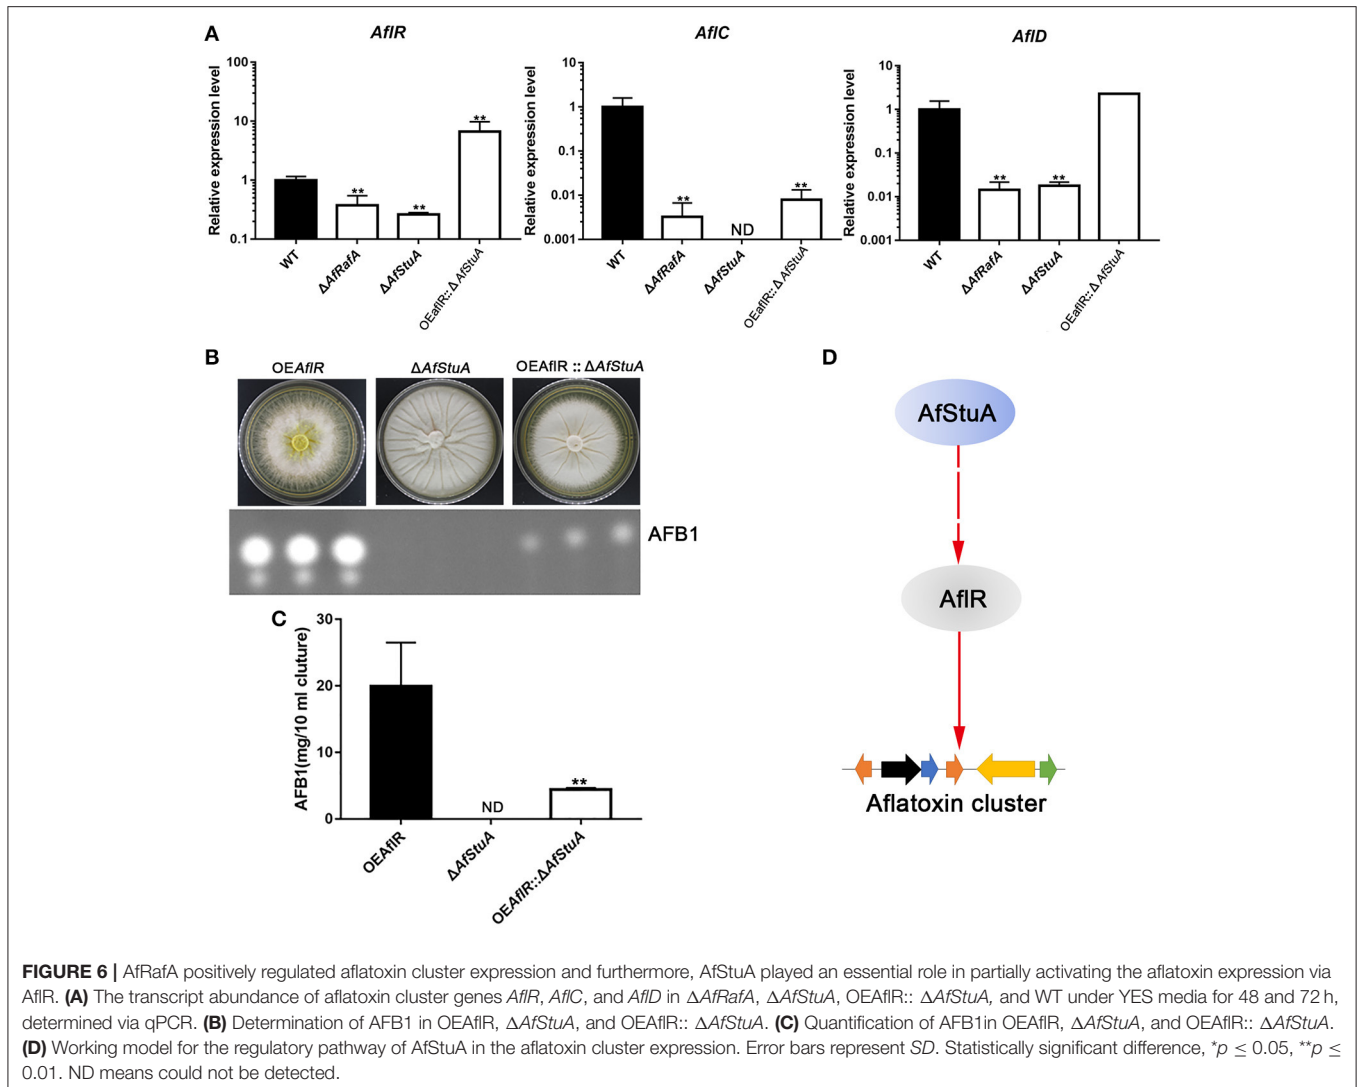 A
AflR
Relative expression level
100
10
1
0.1
**
**
**
WT
ΔAfRafA
ΔAfStuA
OEaflR::Δ AfStuA
AflC
Relative expression level
10
1
0.1
0.01
0.001
**
ND
**
WT
ΔAfRafA
ΔAfStuA
OEaflR::Δ AfStuA
AflD
Relative expression level
10
1
0.1
0.01
0.001
**
**
WT
ΔAfRafA
ΔAfStuA
OEaflR::Δ AfStuA
B
OEAflR
ΔAfStuA
OEAflR :: ΔAfStuA
AFB1
C
AFB1(mg/10 ml cluture)
30
20
10
0
ND
**
OEAflR
ΔAfStuA
OEAflR::ΔAfStuA
D
AfStuA
AflR
Aflatoxin cluster
FIGURE 6 | AfRafA positively regulated aflatoxin cluster expression and furthermore, AfStuA played an essential role in partially activating the aflatoxin expression via
AflR. (A) The transcript abundance of aflatoxin cluster genes AflR, AflC, and AflD in ΔAfRafA, ΔAfStuA, OEAflR:: ΔAfStuA, and WT under YES media for 48 and 72 h,
determined via qPCR. (B) Determination of AFB1 in OEAflR, ΔAfStuA, and OEAflR:: ΔAfStuA. (C) Quantification of AFB1in OEAflR, ΔAfStuA, and OEAflR:: ΔAfStuA.
(D) Working model for the regulatory pathway of AfStuA in the aflatoxin cluster expression. Error bars represent SD. Statistically significant difference, *p ≤ 0.05, **p ≤
0.01. ND means could not be detected.